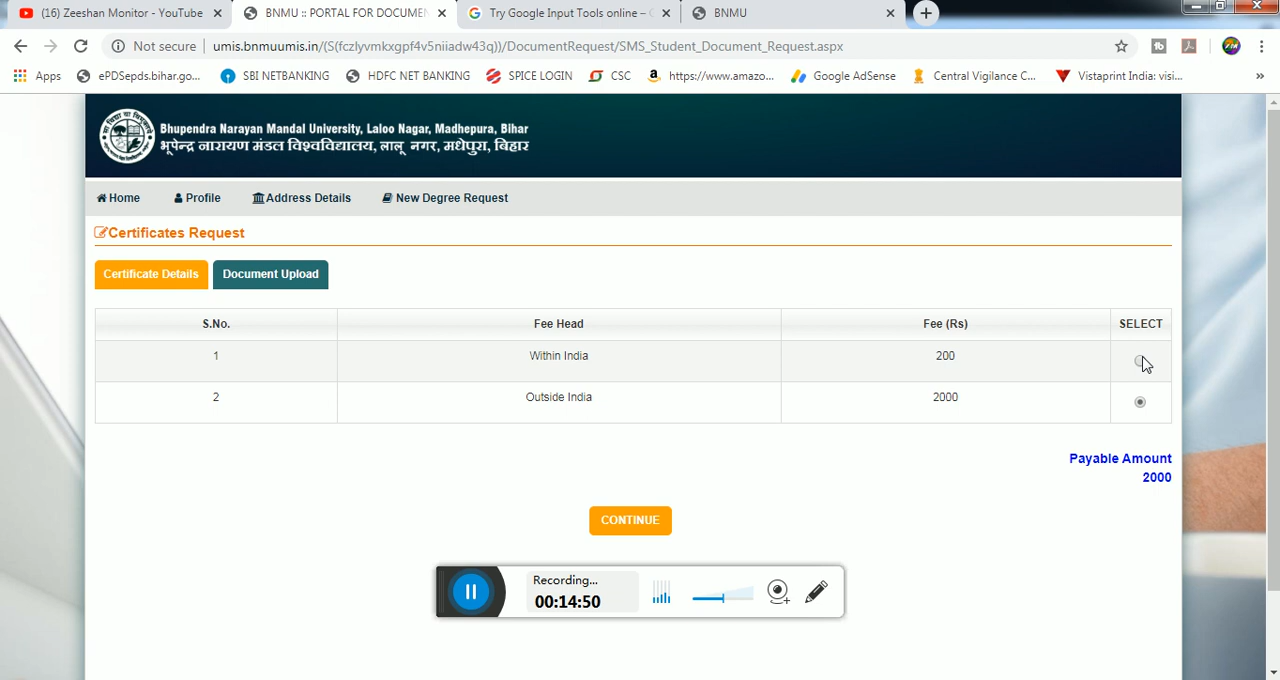 (16) Zeeshan Monitor - YouTube
BNMU :: PORTAL FOR DOCUMEN
Try Google Input Tools online –
BNMU
Not secure
umis.bnmuumis.in/(S(fczlyvmkxgpf4v5niiadw43q))/DocumentRequest/SMS_Student_Document_Request.aspx
Apps
ePDSepds.bihar.go...
SBI NETBANKING
HDFC NET BANKING
SPICE LOGIN
CSC
https://www.amazo...
Google AdSense
Central Vigilance C...
Vistaprint India: visi...
Bhupendra Narayan Mandal University, Laloo Nagar, Madhepura, Bihar
भूपेन्द्र नारायण मंडल विश्वविद्यालय, लालू नगर, मधेपुरा, बिहार
Home Profile Address Details New Degree Request
Certificates Request
Certificate Details Document Upload
S.No. Fee Head Fee (Rs) SELECT
1 Within India 200
2 Outside India 2000
Payable Amount
2000
CONTINUE
Recording...
00:14:50